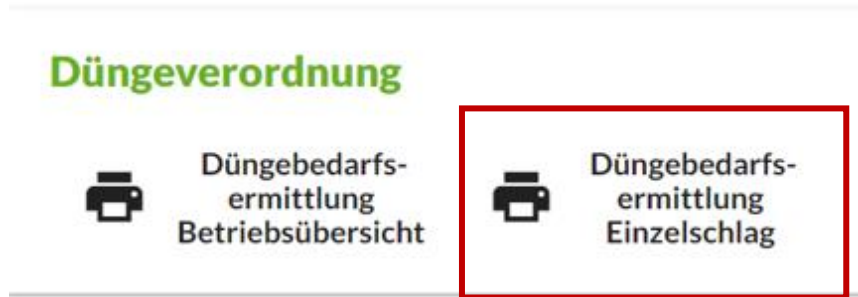 Düngeverordnung
Düngebedarfs-
ermittlung
Betriebsübersicht
Düngebedarfs-
ermittlung
Einzelschlag